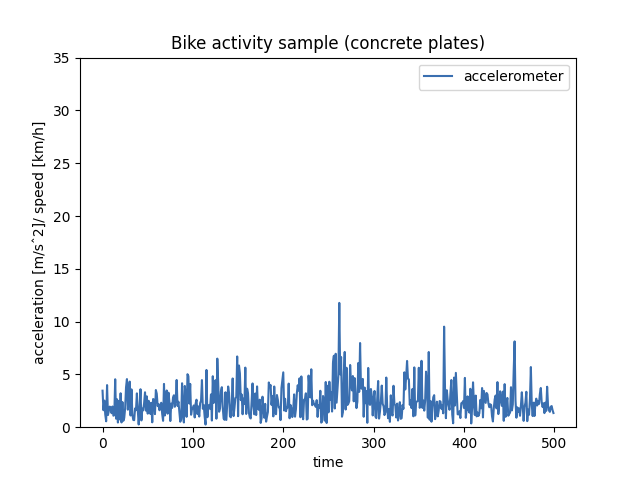 Bike activity sample (concrete plates)
accelerometer
acceleration [m/s^2]/ speed [km/h]
35
30
25
20
15
10
5
0
0 100 200 300 400 500
time